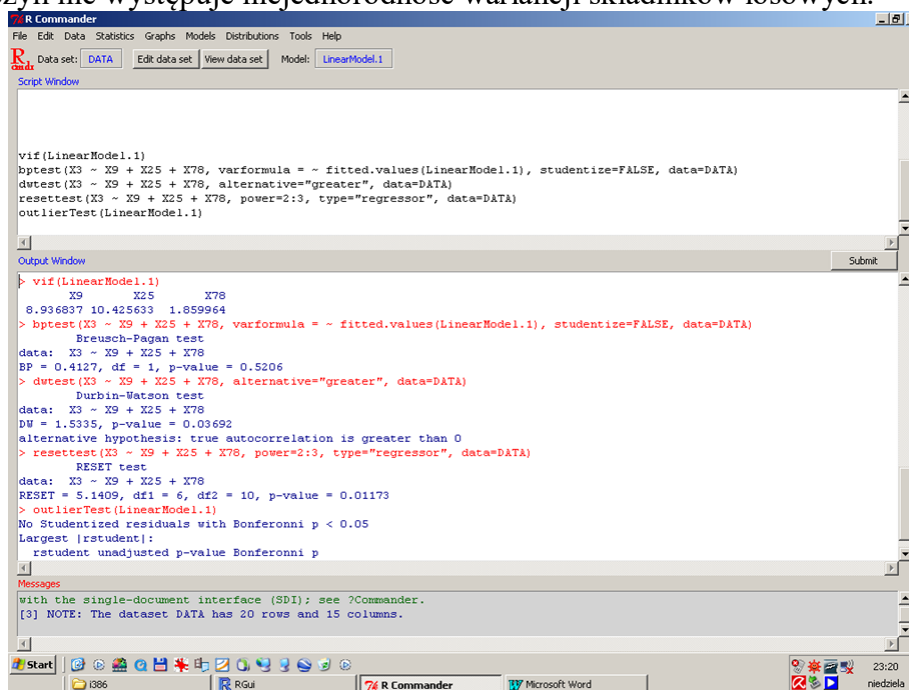 czyn nie występuje niejednorodność wariancji składników losowych.
R Commander
File Edit Data Statistics Graphs Models Distributions Tools Help
R cmdr Data set: DATA Edit data set View data set Model: LinearModel.1
Script Window
vif(LinearModel.1)
bptest(X3 ~ X9 + X25 + X78, varformula = ~ fitted.values(LinearModel.1), studentize=FALSE, data=DATA)
dwtest(X3 ~ X9 + X25 + X78, alternative="greater", data=DATA)
resettest(X3 ~ X9 + X25 + X78, power=2:3, type="regressor", data=DATA)
outlierTest(LinearModel.1)
Output Window Submit
> vif(LinearModel.1)
X9 X25 X78
8.936837 10.425633 1.859964
> bptest(X3 ~ X9 + X25 + X78, varformula = ~ fitted.values(LinearModel.1), studentize=FALSE, data=DATA)
Breusch-Pagan test
data: X3 ~ X9 + X25 + X78
BP = 0.4127, df = 1, p-value = 0.5206
> dwtest(X3 ~ X9 + X25 + X78, alternative="greater", data=DATA)
Durbin-Watson test
data: X3 ~ X9 + X25 + X78
DW = 1.5335, p-value = 0.03692
alternative hypothesis: true autocorrelation is greater than 0
> resettest(X3 ~ X9 + X25 + X78, power=2:3, type="regressor", data=DATA)
RESET test
data: X3 ~ X9 + X25 + X78
RESET = 5.1409, df1 = 6, df2 = 10, p-value = 0.01173
> outlierTest(LinearModel.1)
No Studentized residuals with Bonferonni p < 0.05
Largest |rstudent|:
rstudent unadjusted p-value Bonferonni p
Messages
with the single-document interface (SDI); see ?Commander.
[3] NOTE: The dataset DATA has 20 rows and 15 columns.
Start 23:20
i386 RGui R Commander Microsoft Word niedziela